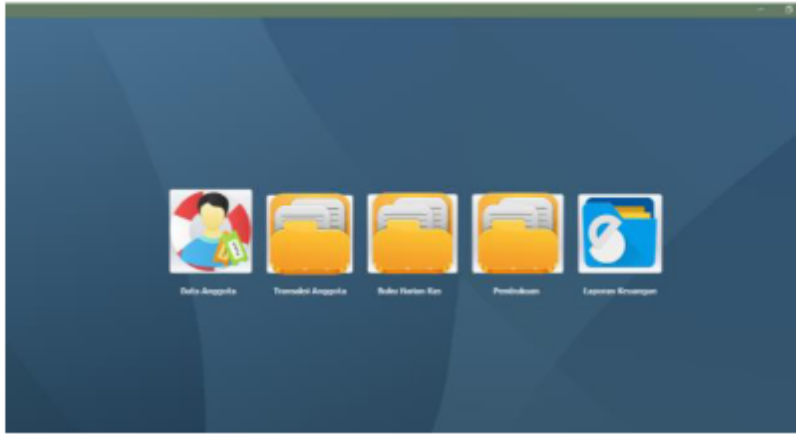 Data Anggota
Transaksi Anggota
Buku Harian Kas
Pembukuan
Laporan Keuangan